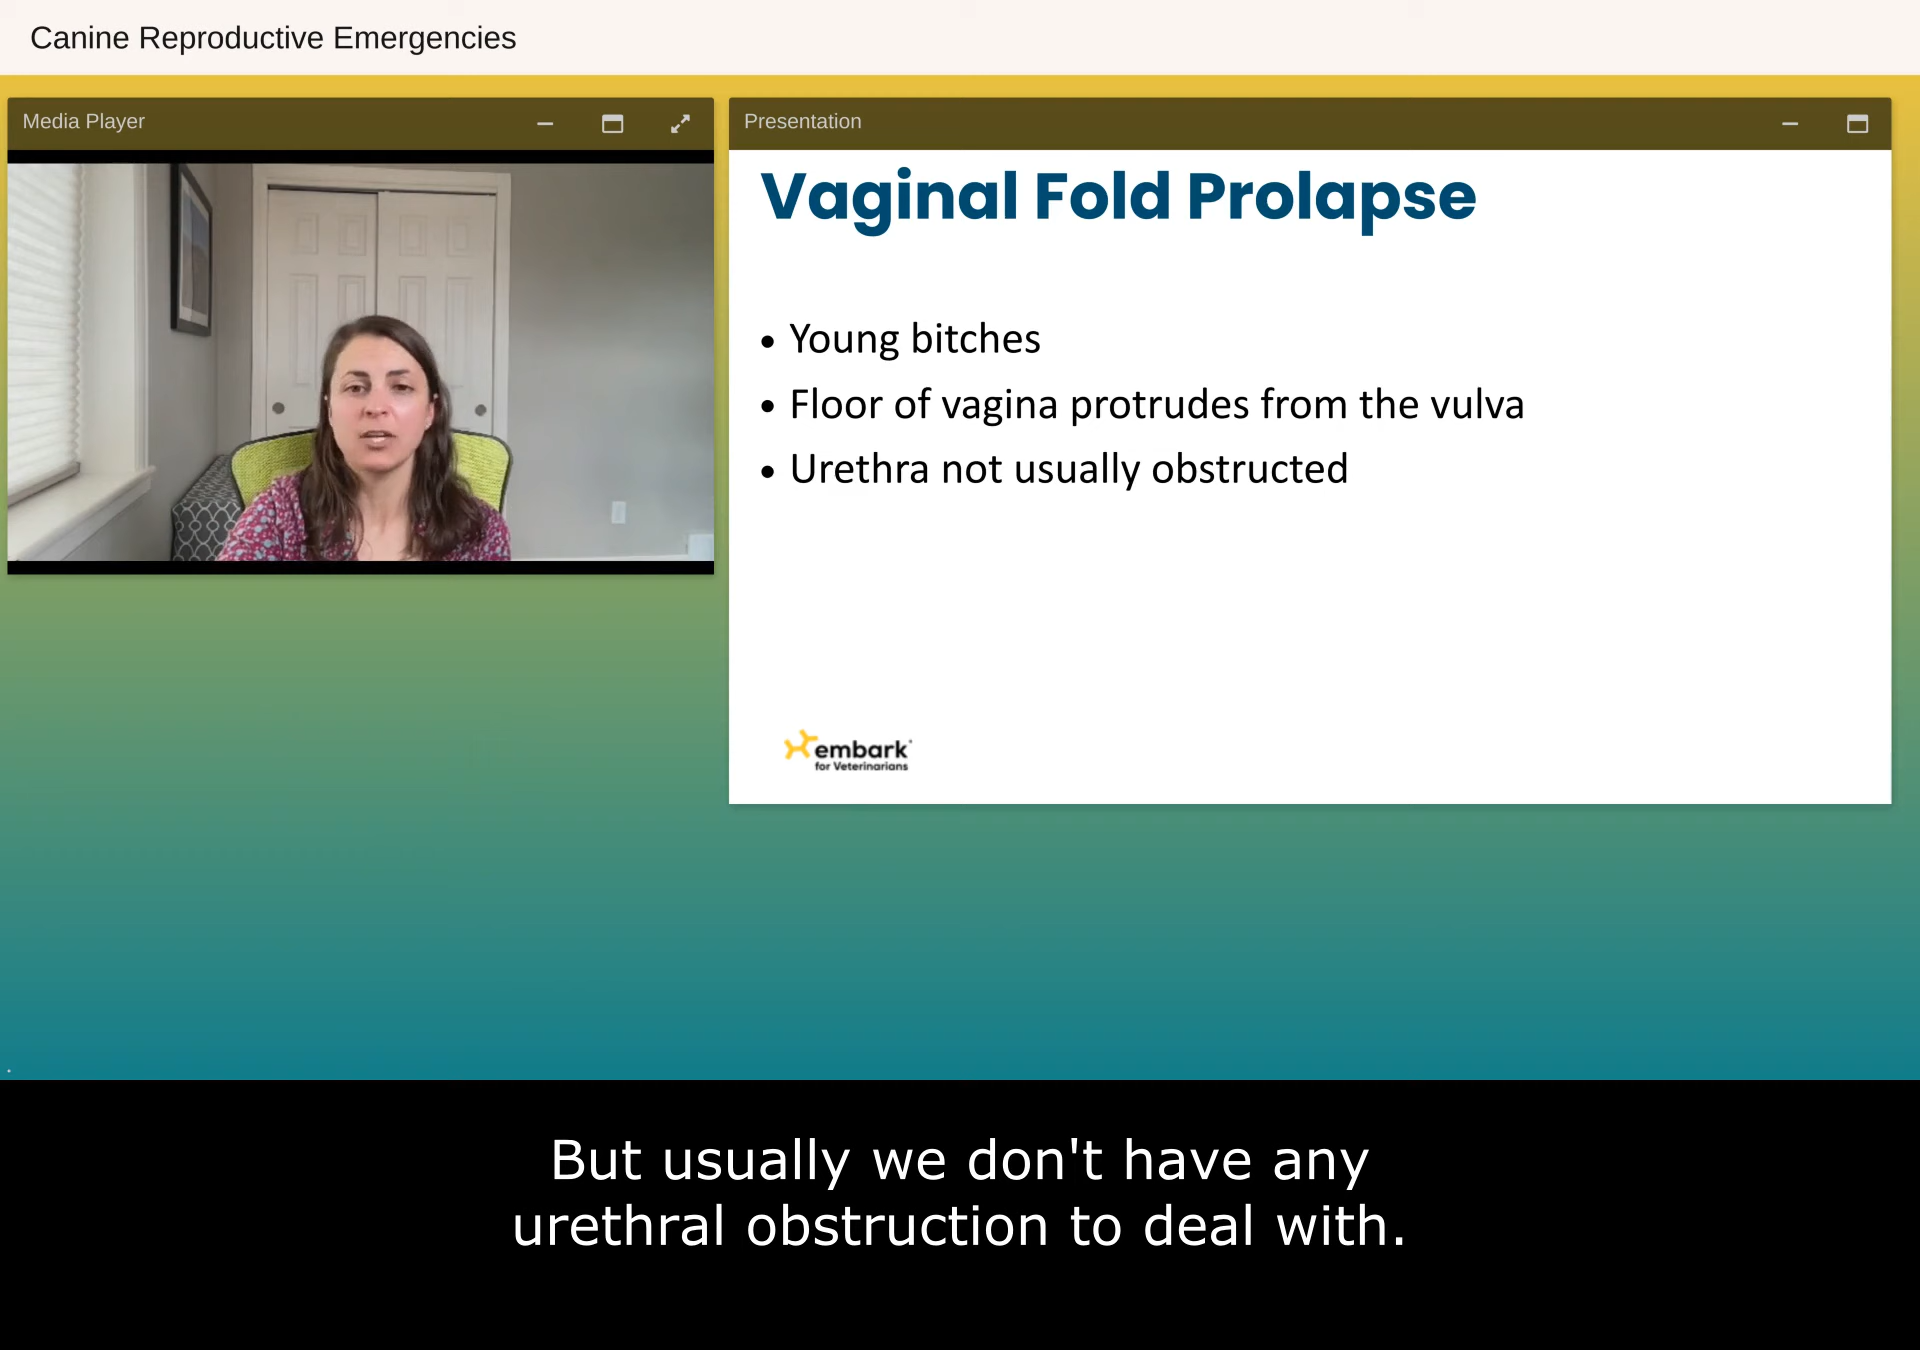 Canine Reproductive Emergencies
Media Player
Presentation
Vaginal Fold Prolapse
• Young bitches
• Floor of vagina protrudes from the vulva
• Urethra not usually obstructed
embark
for Veterinarians
But usually we don't have any
urethral obstruction to deal with.